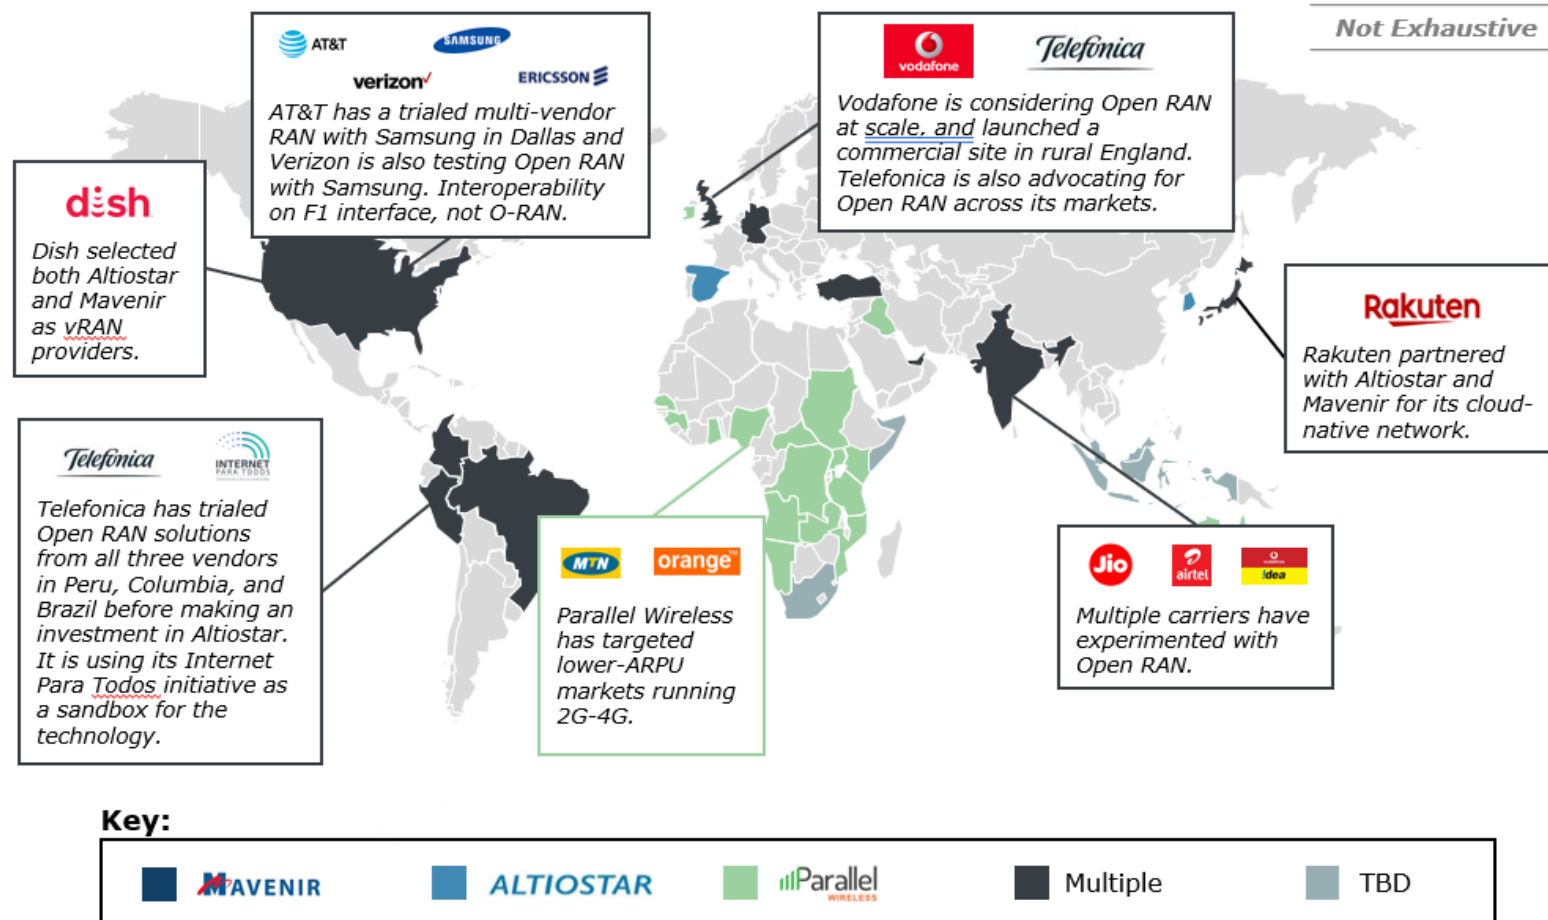 Not Exhaustive
AT&T
SAMSUNG
verizon
ERICSSON
AT&T has a trialed multi-vendor
RAN with Samsung in Dallas and
Verizon is also testing Open RAN
with Samsung. Interoperability
on F1 interface, not O-RAN.
vodafone
Telefónica
Vodafone is considering Open RAN
at scale, and launched a
commercial site in rural England.
Telefonica is also advocating for
Open RAN across its markets.
dish
Dish selected
both Altiostar
and Mavenir
as vRAN
providers.
Rakuten
Rakuten partnered
with Altiostar and
Mavenir for its cloud-
native network.
Telefónica
INTERNET
PARA TODOS
Telefonica has trialed
Open RAN solutions
from all three vendors
in Peru, Columbia, and
Brazil before making an
investment in Altiostar.
It is using its Internet
Para Todos initiative as
a sandbox for the
technology.
MTN
orange™
Parallel Wireless
has targeted
lower-ARPU
markets running
2G-4G.
Jio
airtel
!dea
Multiple carriers have
experimented with
Open RAN.
Key:
MAVENIR
ALTIOSTAR
Parallel
WIRELESS
Multiple
TBD